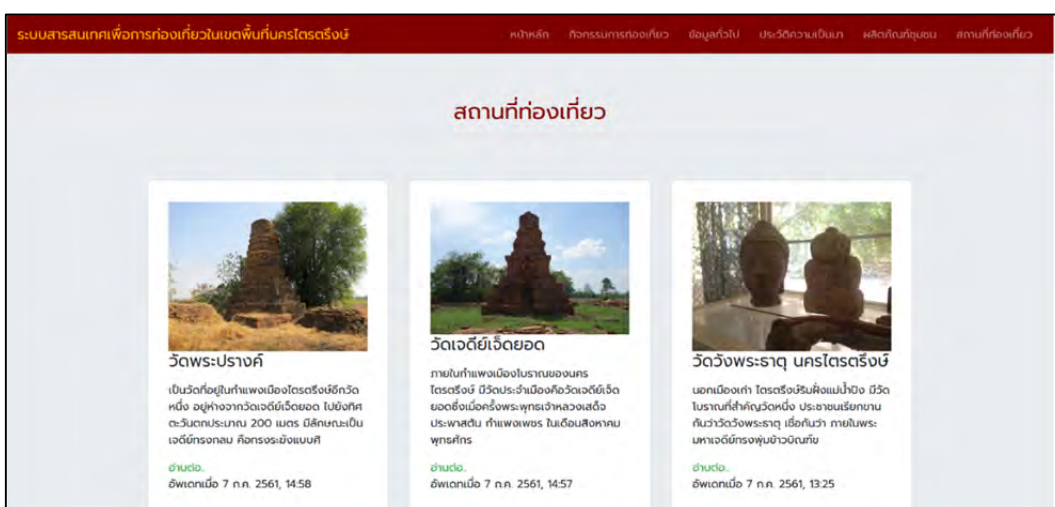 ระบบสารสนเทศเพื่อการท่องเที่ยวในเขตพื้นที่นครไตรตรึงษ์
หน้าหลัก กิจกรรมการท่องเที่ยว ข้อมูลทั่วไป ประวัติความเป็นมา ผลิตภัณฑ์ชุมชน สถานที่ท่องเที่ยว
สถานที่ท่องเที่ยว
วัดพระปรางค์
เป็นวัดที่อยู่ในกำแพงเมืองไตรตรึงษ์อีกวัด
หนึ่ง อยู่ห่างจากวัดเจดีย์เจ็ดยอด ไปยังทิศ
ตะวันตกประมาณ 200 เมตร มีลักษณะเป็น
เจดีย์ทรงกลม คือทรงระฆังแบบศิ
อ่านต่อ..
อัพเดทเมื่อ 7 ก.ค. 2561, 14:58
วัดเจดีย์เจ็ดยอด
ภายในกำแพงเมืองโบราณของนคร
ไตรตรึงษ์ มีวัดประจำเมืองคือวัดเจดีย์เจ็ด
ยอดซึ่งเมื่อครั้งพระพุทธเจ้าหลวงเสด็จ
ประพาสต้น กำแพงเพชร ในเดือนสิงหาคม
พุทธศักร
อ่านต่อ..
อัพเดทเมื่อ 7 ก.ค. 2561, 14:57
วัดวังพระธาตุ นครไตรตรึงษ์
นอกเมืองเก่า ไตรตรึงษ์ริมฝั่งแม่น้ำปิง มีวัด
โบราณที่สำคัญวัดหนึ่ง ประชาชนเรียกขาน
กันว่าวัดวังพระธาตุ เชื่อกันว่า ภายในพระ
มหาเจดีย์ทรงพุ่มข้าวบิณฑ์ข
อ่านต่อ..
อัพเดทเมื่อ 7 ก.ค. 2561, 13:25